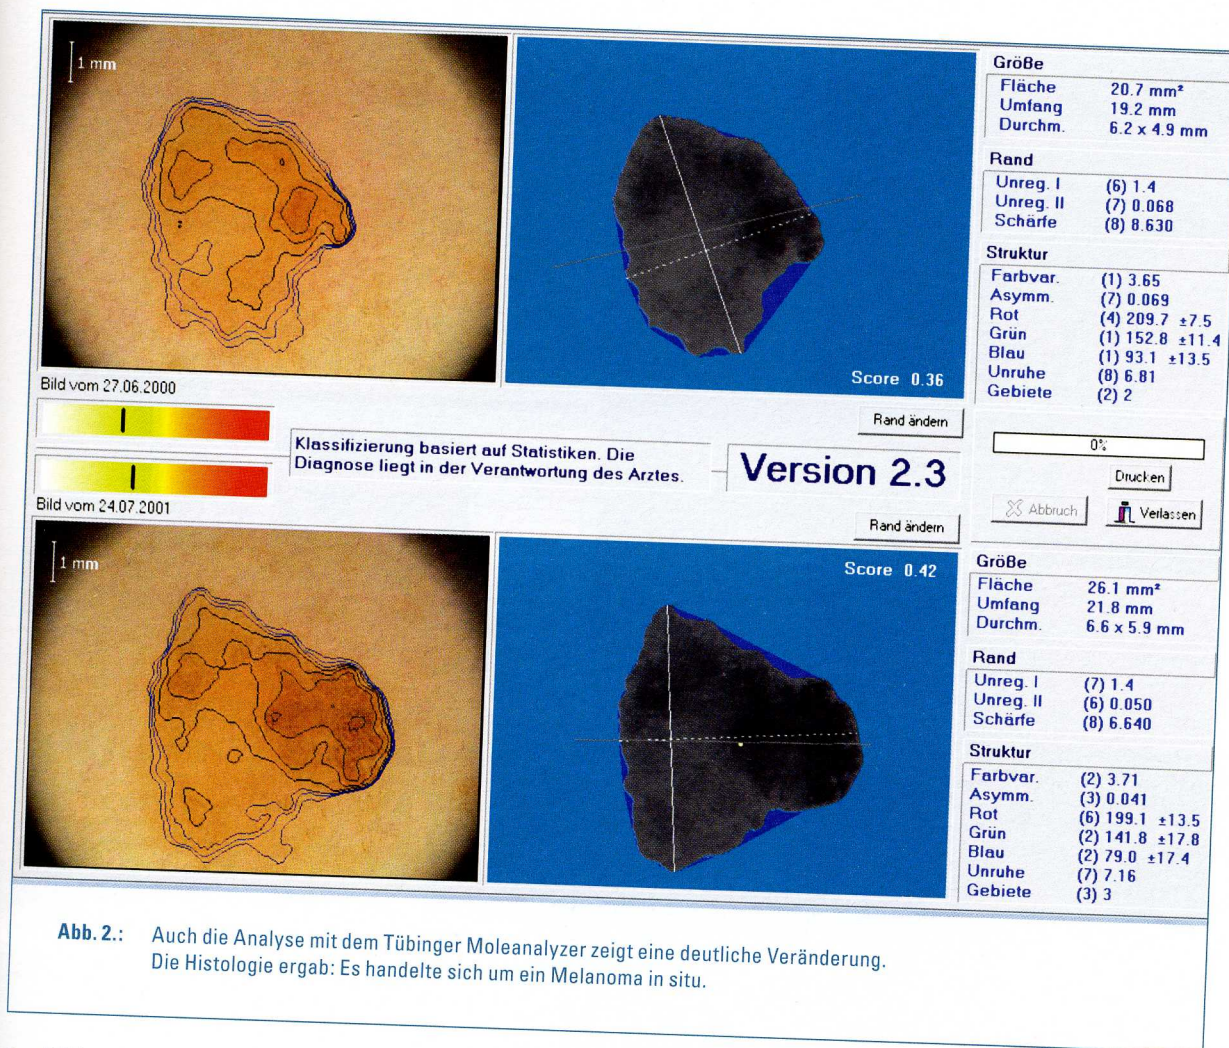 1 mm
Größe
Fläche 20.7 mm²
Umfang 19.2 mm
Durchm. 6.2 x 4.9 mm
Rand
Unreg. I (6) 1.4
Unreg. II (7) 0.068
Schärfe (8) 8.630
Struktur
Farbvar. (1) 3.65
Asymm. (7) 0.069
Rot (4) 209.7 ±7.5
Grün (1) 152.8 ±11.4
Blau (1) 93.1 ±13.5
Unruhe (8) 6.81
Gebiete (2) 2
Score 0.36
Bild vom 27.06.2000
Rand ändern
Klassifizierung basiert auf Statistiken. Die
Diagnose liegt in der Verantwortung des Arztes.
Version 2.3
0%
Drucken
Abbruch Verlassen
Bild vom 24.07.2001
Rand ändern
1 mm
Score 0.42
Größe
Fläche 26.1 mm²
Umfang 21.8 mm
Durchm. 6.6 x 5.9 mm
Rand
Unreg. I (7) 1.4
Unreg. II (6) 0.050
Schärfe (8) 6.640
Struktur
Farbvar. (2) 3.71
Asymm. (3) 0.041
Rot (6) 199.1 ±13.5
Grün (2) 141.8 ±17.8
Blau (2) 79.0 ±17.4
Unruhe (7) 7.16
Gebiete (3) 3
Abb. 2.: Auch die Analyse mit dem Tübinger Moleanalyzer zeigt eine deutliche Veränderung.
Die Histologie ergab: Es handelte sich um ein Melanoma in situ.